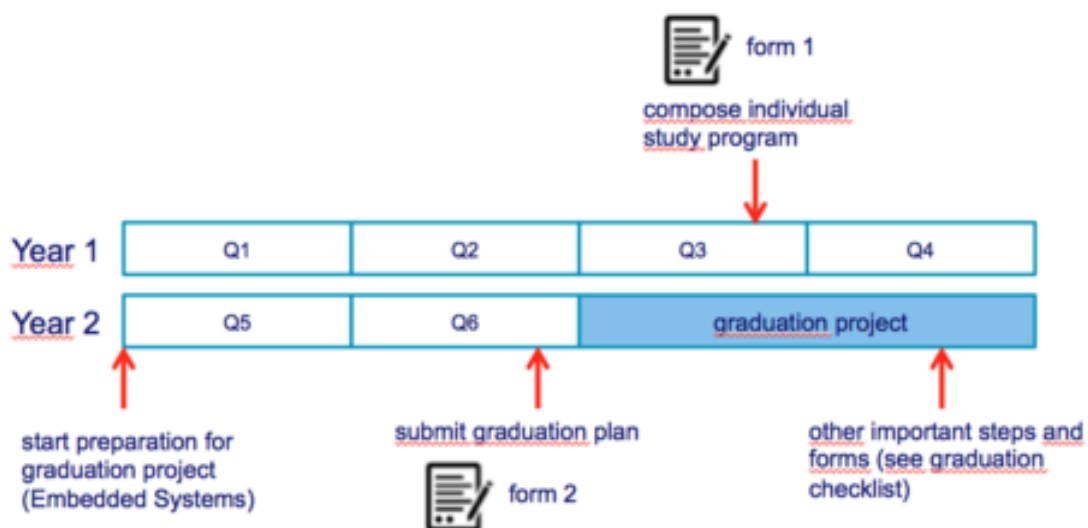 form 1
compose individual
study program
Year 1
Q1
Q2
Q3
Q4
Year 2
Q5
Q6
graduation project
start preparation for
graduation project
(Embedded Systems)
submit graduation plan
form 2
other important steps and
forms (see graduation
checklist)